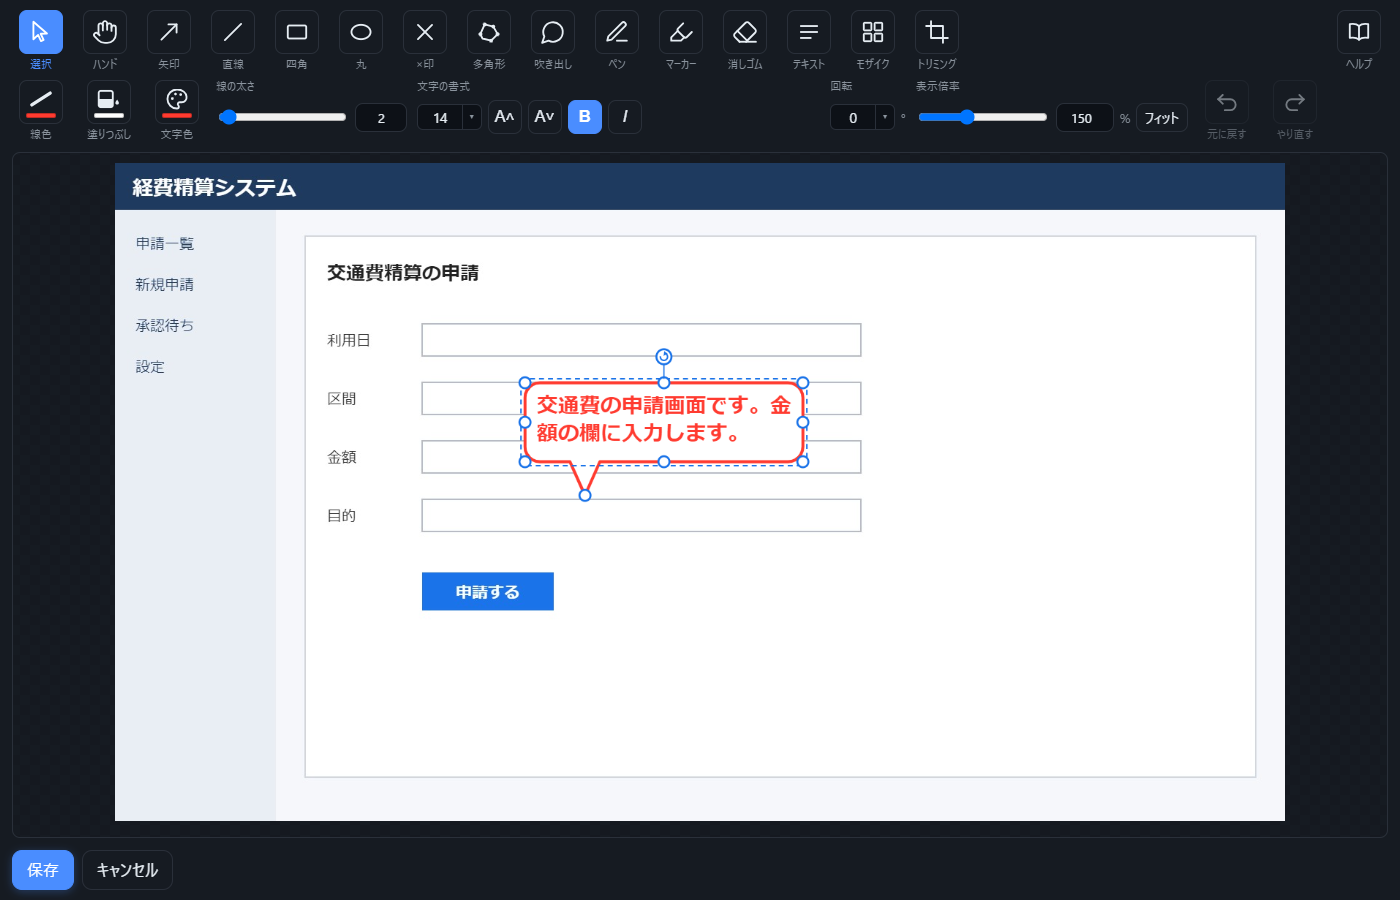 選択
ハンド
矢印
直線
四角
丸
×印
多角形
吹き出し
ペン
マーカー
消しゴム
テキスト
モザイク
トリミング
ヘルプ
線色
塗りつぶし
文字色
線の太さ
2
文字の書式
14
A^
Av
B
I
回転
0
°
表示倍率
150
%
フィット
元に戻す
やり直す
経費精算システム
申請一覧
新規申請
承認待ち
設定
交通費精算の申請
利用日
区間
交通費の申請画面です。金
額の欄に入力します。
金額
目的
申請する
保存
キャンセル